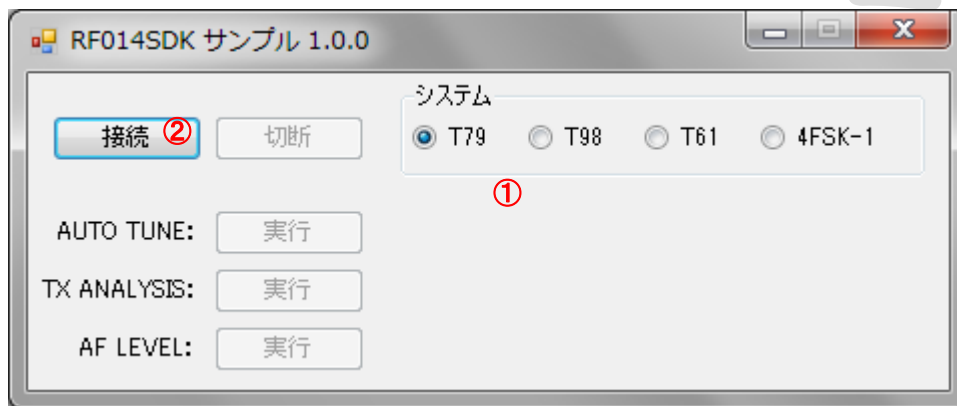 RF014SDK サンプル 1.0.0
システム
接続 ② 切断 T79 T98 T61 4FSK-1
①
AUTO TUNE: 実行
TX ANALYSIS: 実行
AF LEVEL: 実行